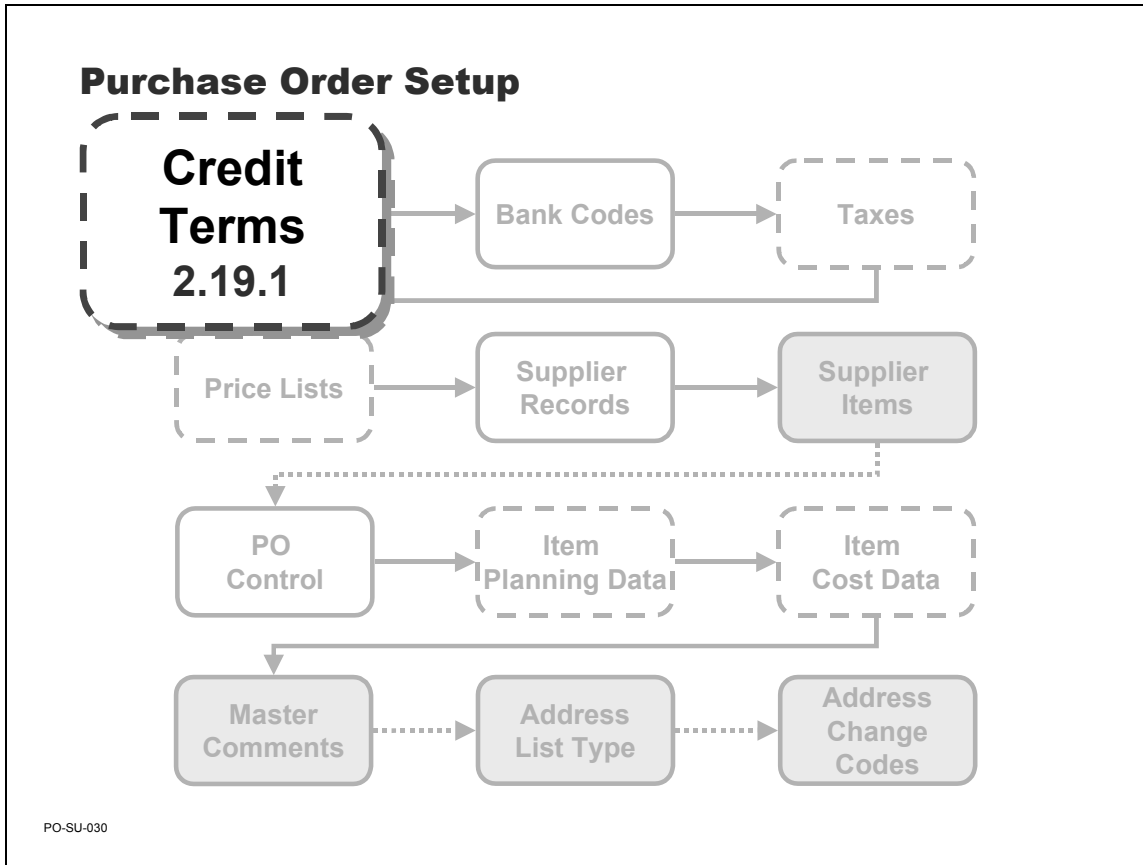 Purchase Order Setup
Credit
Terms
2.19.1
Bank Codes
Taxes
Price Lists
Supplier
Records
Supplier
Items
PO
Control
Item
Planning Data
Item
Cost Data
Master
Comments
Address
List Type
Address
Change
Codes
PO-SU-030